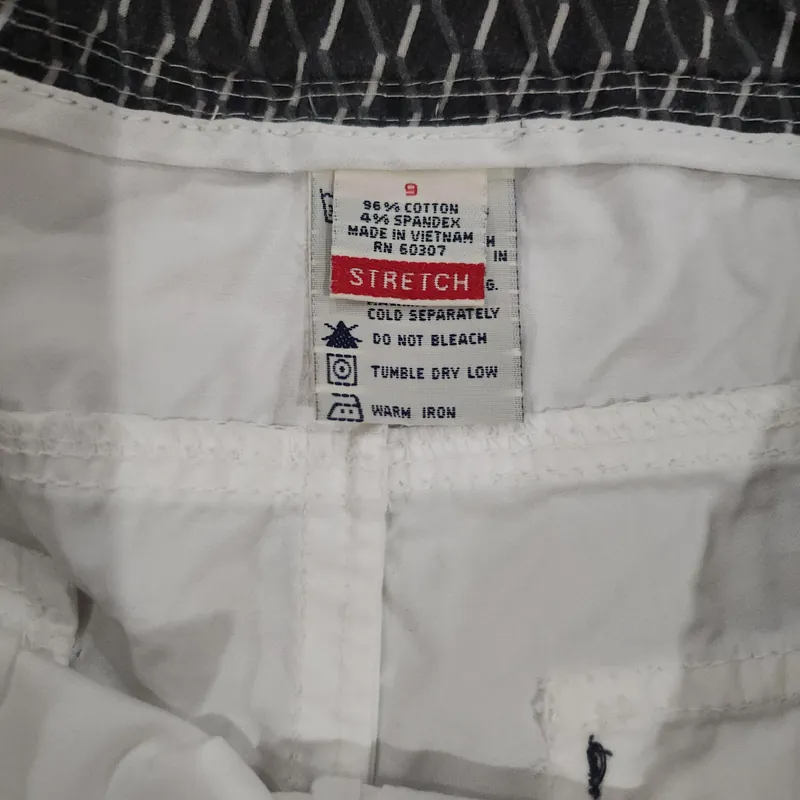 9
96% COTTON
4% SPANDEX
MADE IN VIETNAM
RN 60307
STRETCH
H
IN
G.
COLD SEPARATELY
DO NOT BLEACH
TUMBLE DRY LOW
WARM IRON